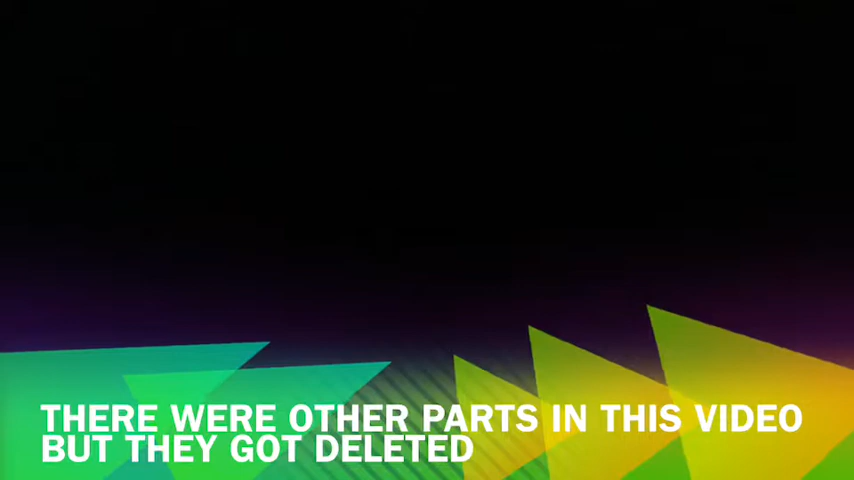 THERE WERE OTHER PARTS IN THIS VIDEO
BUT THEY GOT DELETED